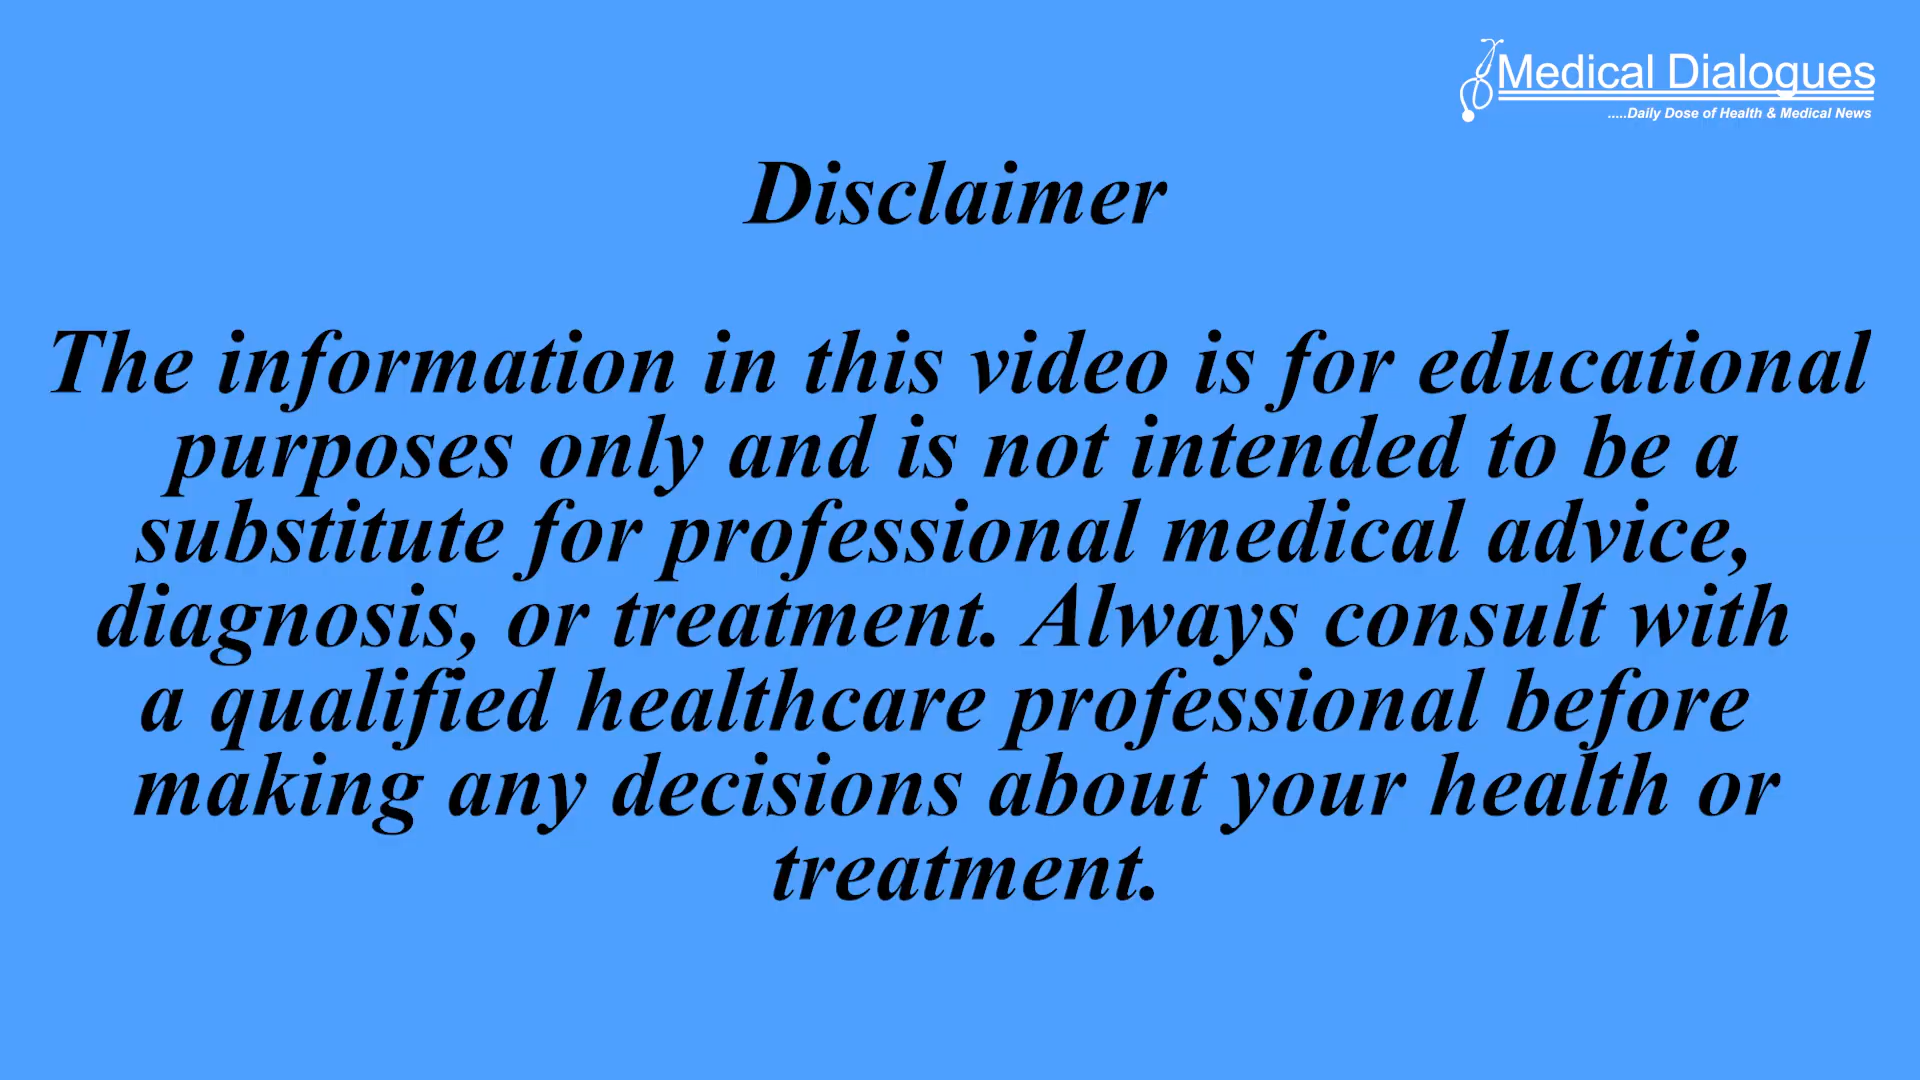 Medical Dialogues
.....Daily Dose of Health & Medical News
Disclaimer
The information in this video is for educational
purposes only and is not intended to be a
substitute for professional medical advice,
diagnosis, or treatment. Always consult with
a qualified healthcare professional before
making any decisions about your health or
treatment.